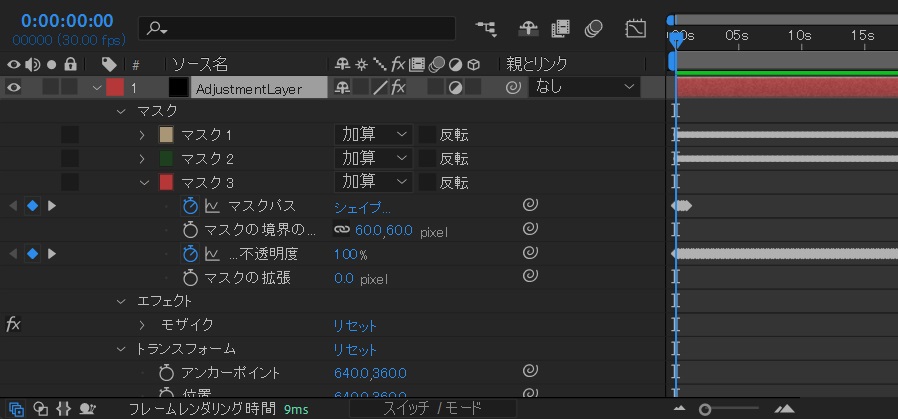 0:00:00:00
00000 (30.00 fps)
:00s 05s 10s 15s
# ソース名 fx 親とリンク
1 AdjustmentLayer fx なし
マスク
マスク 1 加算 反転
マスク 2 加算 反転
マスク 3 加算 反転
マスクパス シェイプ...
マスクの境界の... 60.0,60.0 pixel
...不透明度 100%
マスクの拡張 0.0 pixel
エフェクト
fx モザイク リセット
トランスフォーム リセット
アンカーポイント 640.0,360.0
位置 640.0,360.0
フレームレンダリング時間 9ms スイッチ / モード